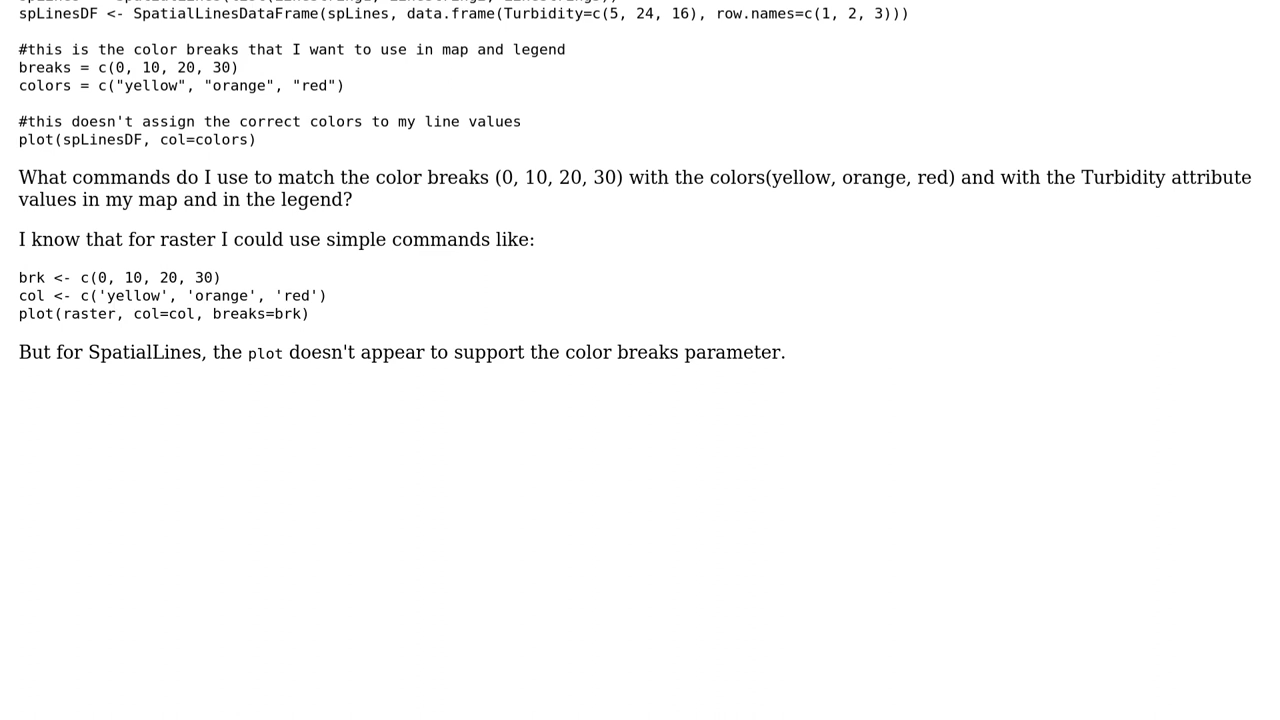 spLinesDF <- SpatialLinesDataFrame(spLines, data.frame(Turbidity=c(5, 24, 16), row.names=c(1, 2, 3)))
#this is the color breaks that I want to use in map and legend
breaks = c(0, 10, 20, 30)
colors = c("yellow", "orange", "red")
#this doesn't assign the correct colors to my line values
plot(spLinesDF, col=colors)
What commands do I use to match the color breaks (0, 10, 20, 30) with the colors(yellow, orange, red) and with the Turbidity attribute
values in my map and in the legend?
I know that for raster I could use simple commands like:
brk <- c(0, 10, 20, 30)
col <- c('yellow', 'orange', 'red')
plot(raster, col=col, breaks=brk)
But for SpatialLines, the plot doesn't appear to support the color breaks parameter.